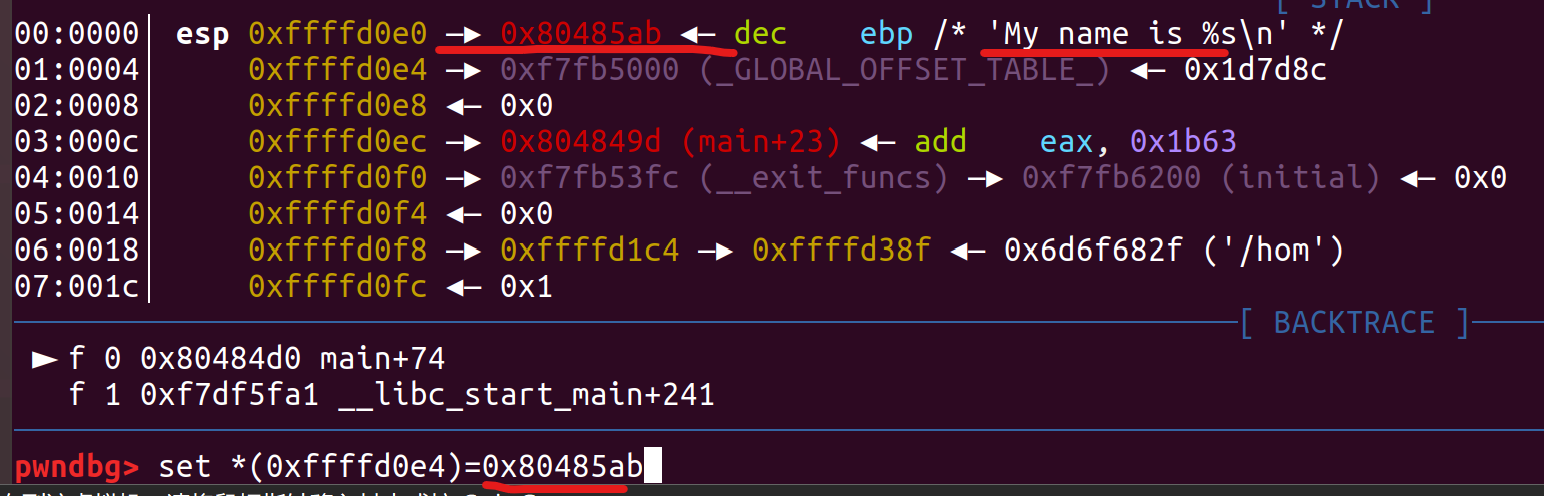 [ STACK ]
00:0000│ esp 0xffffd0e0 —▸ 0x80485ab ◂— dec    ebp /* 'My name is %s\n' */
01:0004│     0xffffd0e4 —▸ 0xf7fb5000 (_GLOBAL_OFFSET_TABLE_) ◂— 0x1d7d8c
02:0008│     0xffffd0e8 ◂— 0x0
03:000c│     0xffffd0ec —▸ 0x804849d (main+23) ◂— add    eax, 0x1b63
04:0010│     0xffffd0f0 —▸ 0xf7fb53fc (__exit_funcs) —▸ 0xf7fb6200 (initial) ◂— 0x0
05:0014│     0xffffd0f4 ◂— 0x0
06:0018│     0xffffd0f8 —▸ 0xffffd1c4 —▸ 0xffffd38f ◂— 0x6d6f682f ('/hom')
07:001c│     0xffffd0fc ◂— 0x1
[ BACKTRACE ]
► f 0 0x80484d0 main+74
f 1 0xf7df5fa1 __libc_start_main+241
pwndbg> set *(0xffffd0e4)=0x80485ab